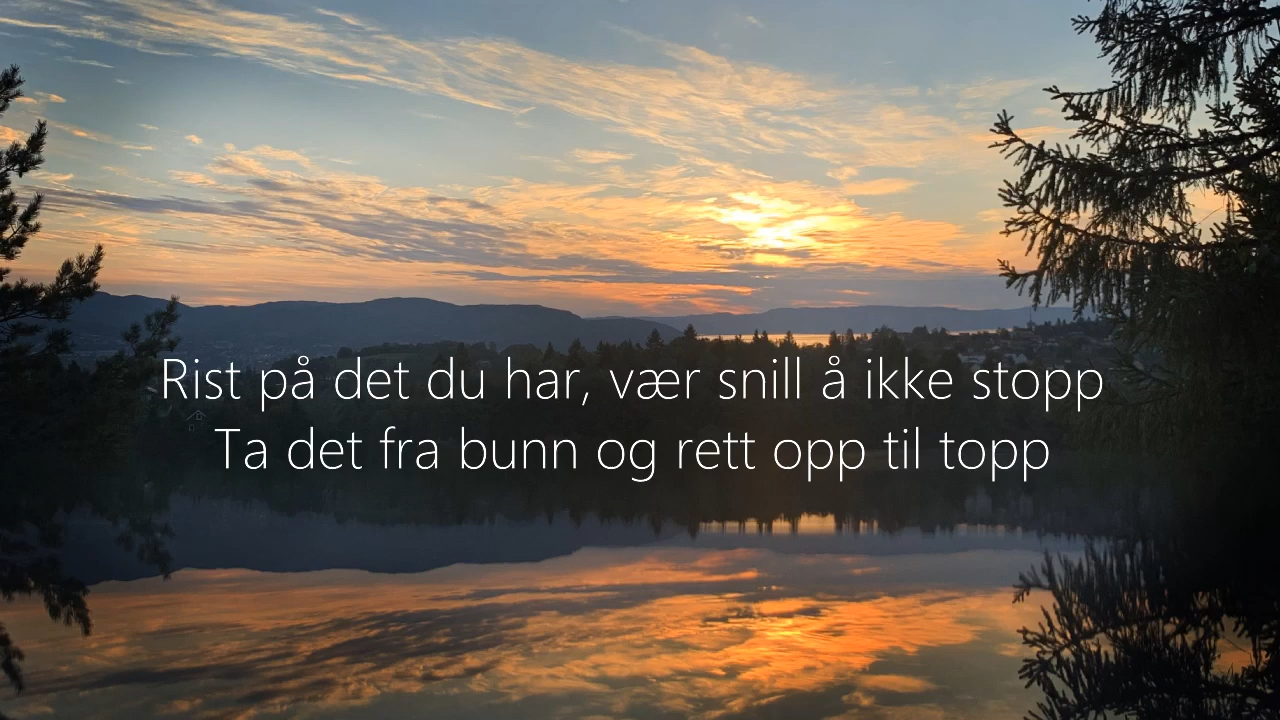 Rist på det du har, vær snill å ikke stopp
Ta det fra bunn og rett opp til topp